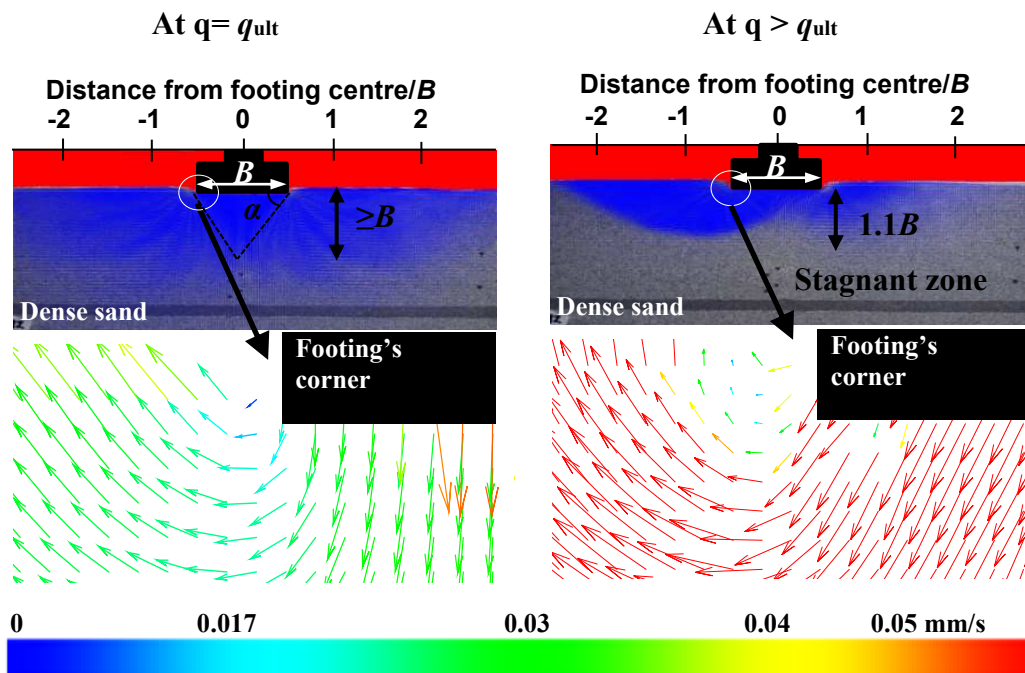 At q= qult
At q > qult
Distance from footing centre/B
-2 -1 0 1 2
B
α
≥B
Dense sand
Footing's
corner
Distance from footing centre/B
-2 -1 0 1 2
B
1.1B
Stagnant zone
Dense sand
Footing's
corner
0 0.017 0.03 0.04 0.05 mm/s